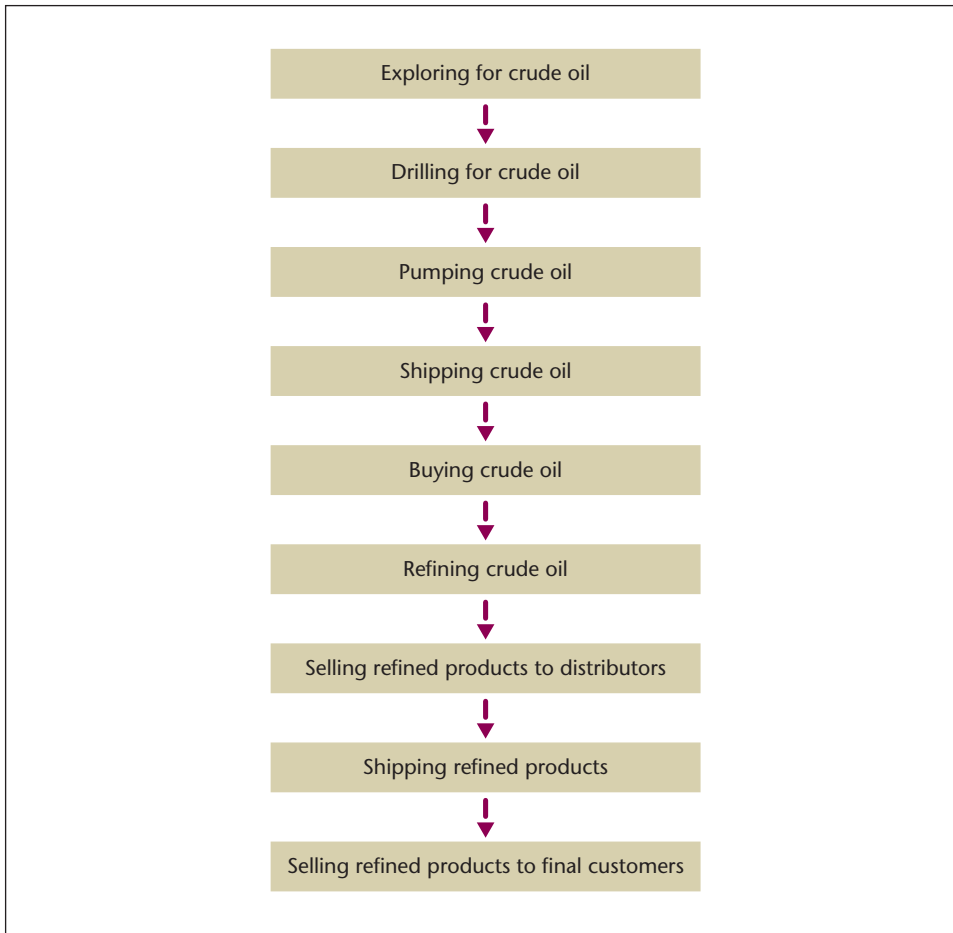 Exploring for crude oil
Drilling for crude oil
Pumping crude oil
Shipping crude oil
Buying crude oil
Refining crude oil
Selling refined products to distributors
Shipping refined products
Selling refined products to final customers